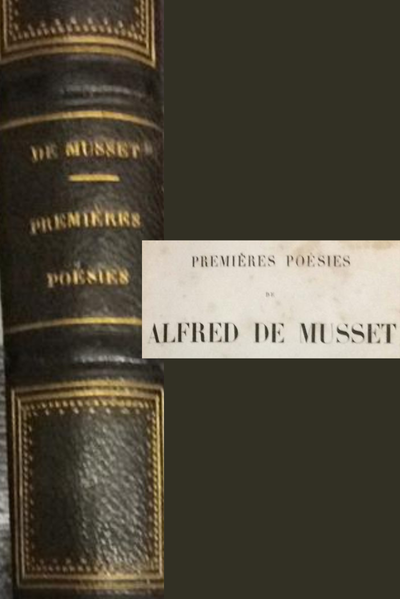 DE MUSSET
PREMIÈRES
POÉSIES
PREMIÈRES POÉSIES
DE
ALFRED DE MUSSET